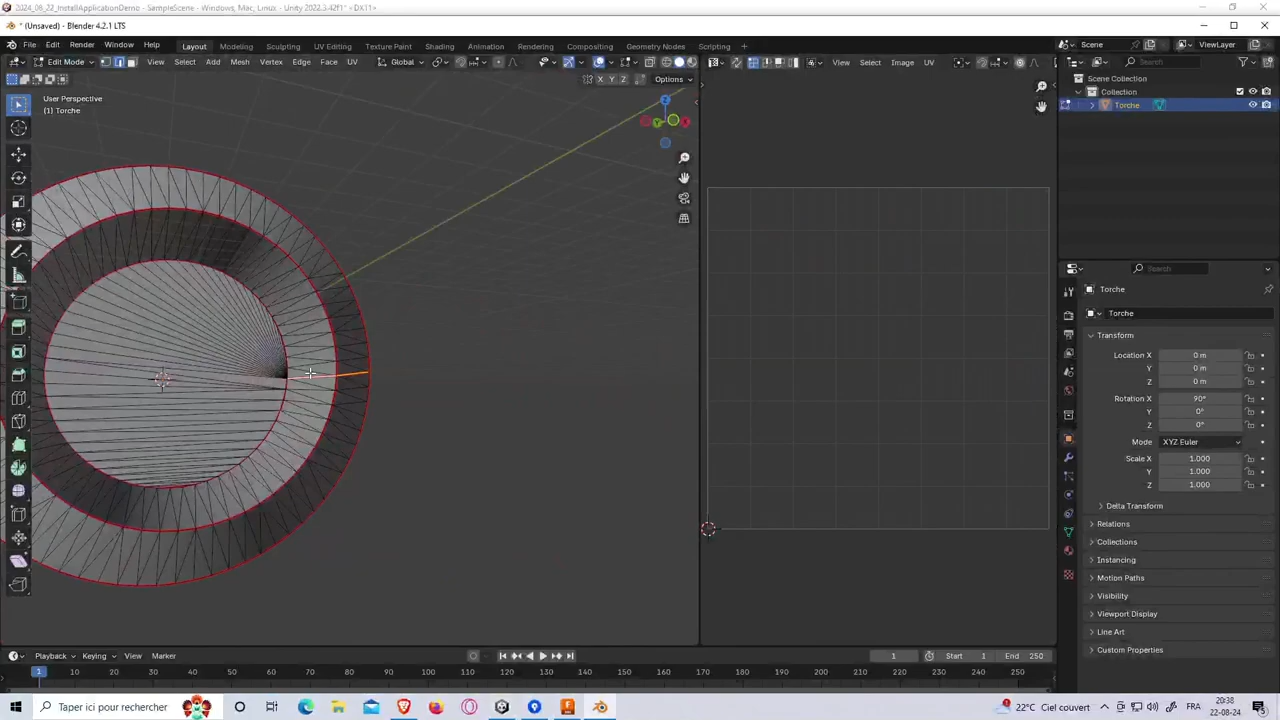 2024_08_22_InstallApplicationDemo - SampleScene - Windows, Mac, Linux - Unity 2022.3.42f1* <DX11>
* (Unsaved) - Blender 4.2.1 LTS
File Edit Render Window Help Layout Modeling Sculpting UV Editing Texture Paint Shading Animation Rendering Compositing Geometry Nodes Scripting + Scene ViewLayer
Edit Mode View Select Add Mesh Vertex Edge Face UV Global View Select Image UV Search
X Y Z Options
Scene Collection
Collection
Torche
User Perspective
(1) Torche
Z
Y X
Search
Torche
Torche
Transform
Location X 0 m
Y 0 m
Z 0 m
Rotation X 90°
Y 0°
Z 0°
Mode XYZ Euler
Scale X 1.000
Y 1.000
Z 1.000
Delta Transform
Relations
Collections
Instancing
Motion Paths
Visibility
Viewport Display
Line Art
Custom Properties
Playback Keying View Marker 1 Start 1 End 250
1 10 20 30 40 50 60 70 80 90 100 110 120 130 140 150 160 170 180 190 200 210 220 230 240 250
Taper ici pour rechercher
22°C Ciel couvert
FR
20:38
22-08-24